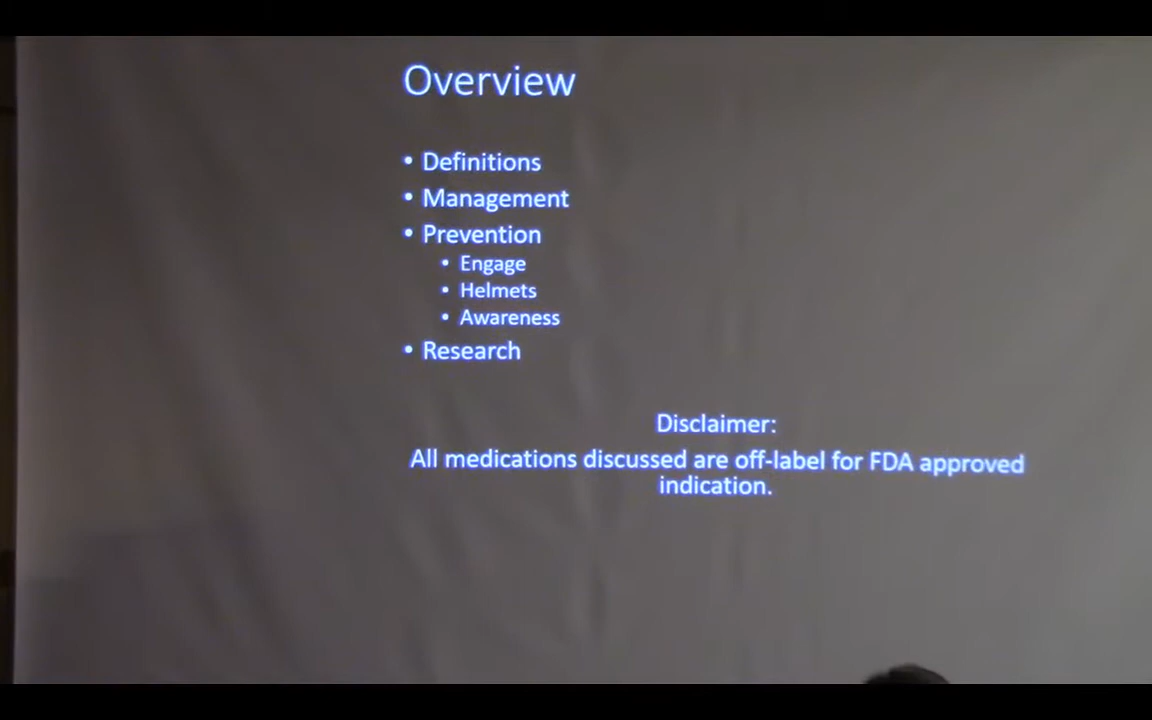 Overview
• Definitions
• Management
• Prevention
• Engage
• Helmets
• Awareness
• Research
Disclaimer:
All medications discussed are off-label for FDA approved
indication.